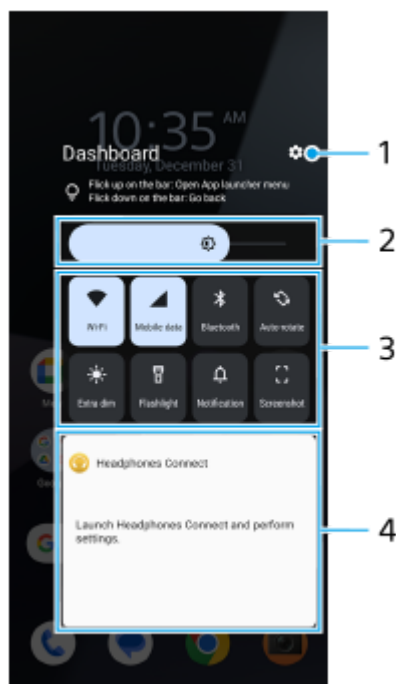 10:35 AM
Dashboard
Tuesday, December 31
Flick up on the bar: Open App launcher menu
Flick down on the bar: Go back
1
2
Wi-Fi Mobile data Bluetooth Auto-rotate
3
Extra dim Flashlight Notification Screenshot
Headphones Connect
Launch Headphones Connect and perform
settings.
4